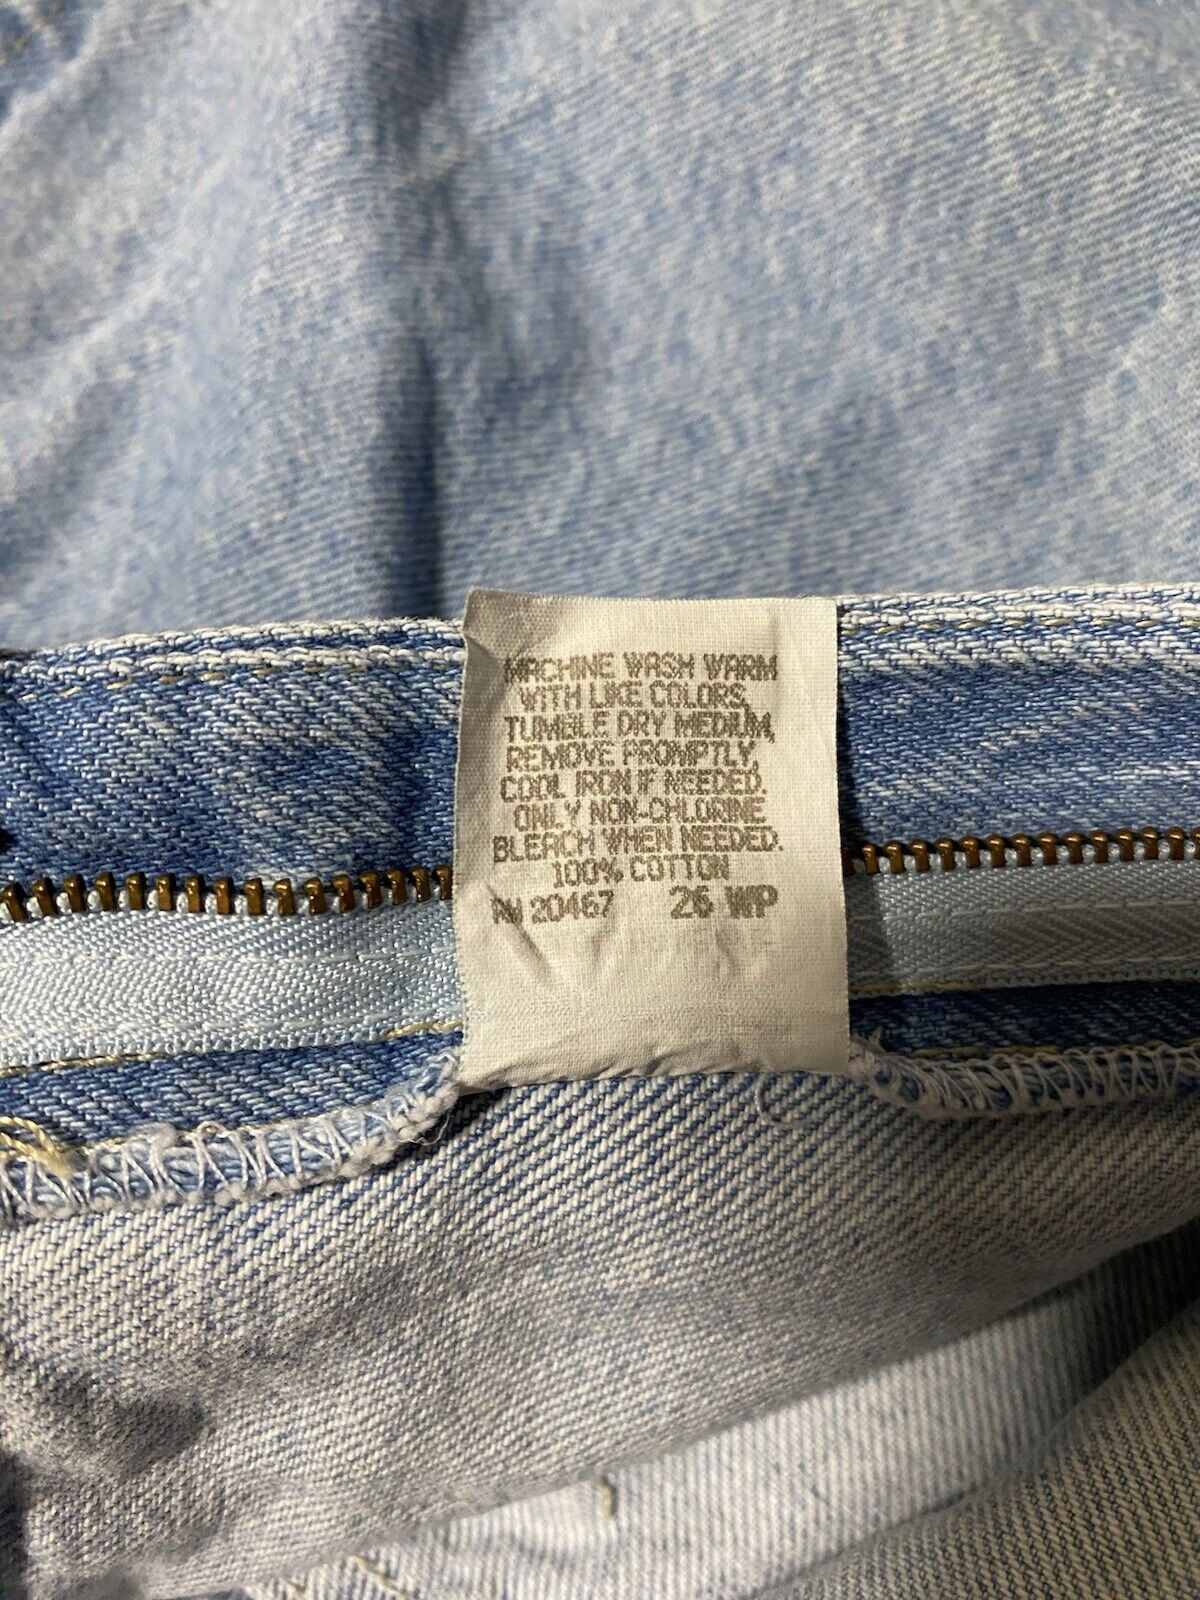 MACHINE WASH WARM
WITH LIKE COLORS,
TUMBLE DRY MEDIUM,
REMOVE PROMPTLY,
COOL IRON IF NEEDED.
ONLY NON-CHLORINE
BLEACH WHEN NEEDED.
100% COTTON
RN 20467 26 WP